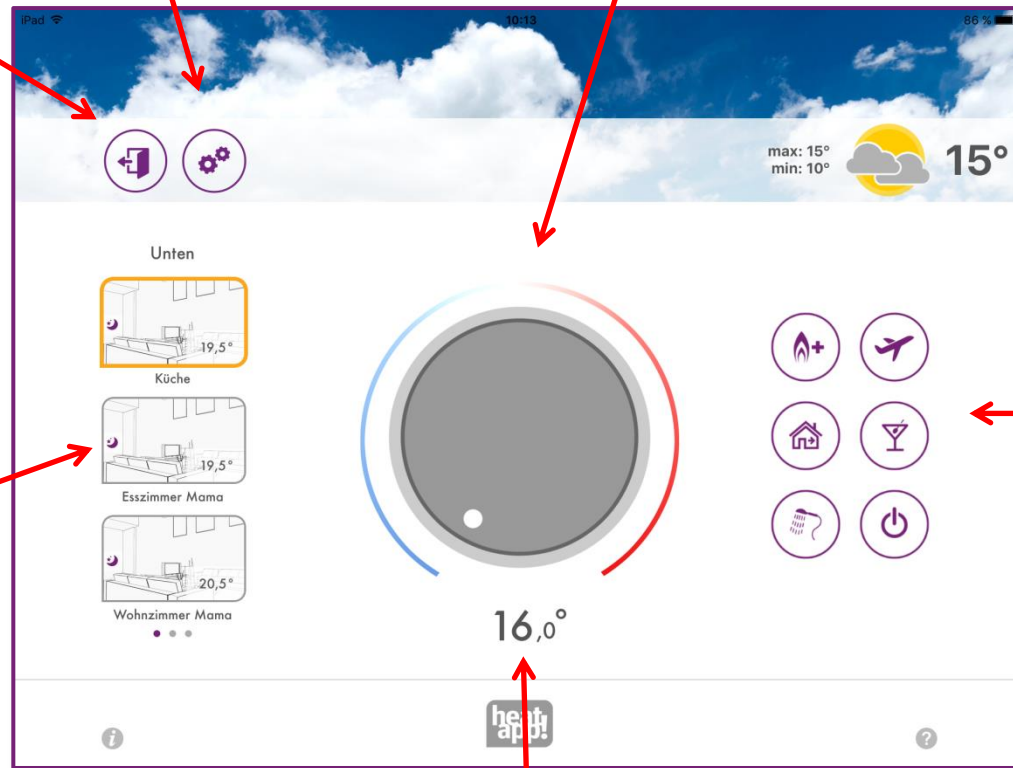 iPad
10:13
86 %
max: 15°
min: 10°
15°
Unten
19,5°
Küche
19,5°
Esszimmer Mama
20,5°
Wohnzimmer Mama
16,0°
heat
app!
i
?